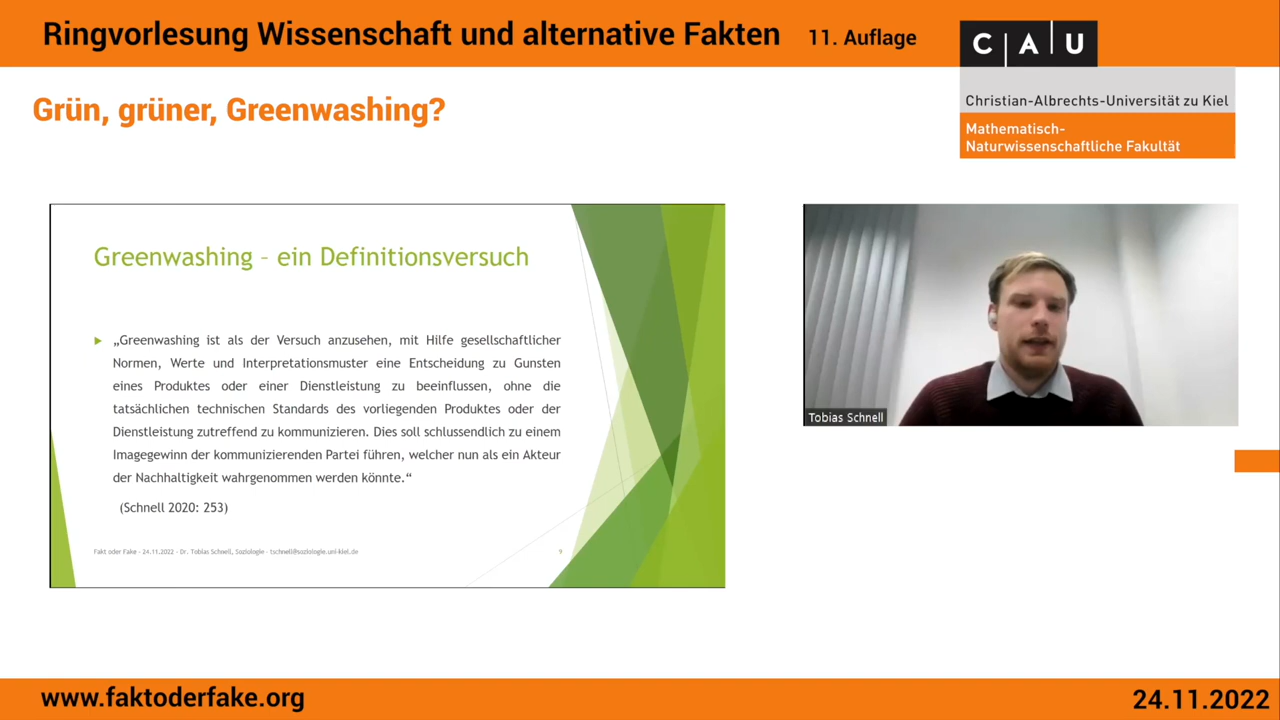 Ringvorlesung Wissenschaft und alternative Fakten 11. Auflage
C A U
Christian-Albrechts-Universität zu Kiel
Mathematisch-
Naturwissenschaftliche Fakultät
Grün, grüner, Greenwashing?
Greenwashing – ein Definitionsversuch
„Greenwashing ist als der Versuch anzusehen, mit Hilfe gesellschaftlicher
Normen, Werte und Interpretationsmuster eine Entscheidung zu Gunsten
eines Produktes oder einer Dienstleistung zu beeinflussen, ohne die
tatsächlichen technischen Standards des vorliegenden Produktes oder der
Dienstleistung zutreffend zu kommunizieren. Dies soll schlussendlich zu einem
Imagegewinn der kommunizierenden Partei führen, welcher nun als ein Akteur
der Nachhaltigkeit wahrgenommen werden könnte.“
(Schnell 2020: 253)
Fakt oder Fake - 24.11.2022 - Dr. Tobias Schnell, Soziologie - tschnell@soziologie.uni-kiel.de
9
Tobias Schnell
www.faktoderfake.org
24.11.2022